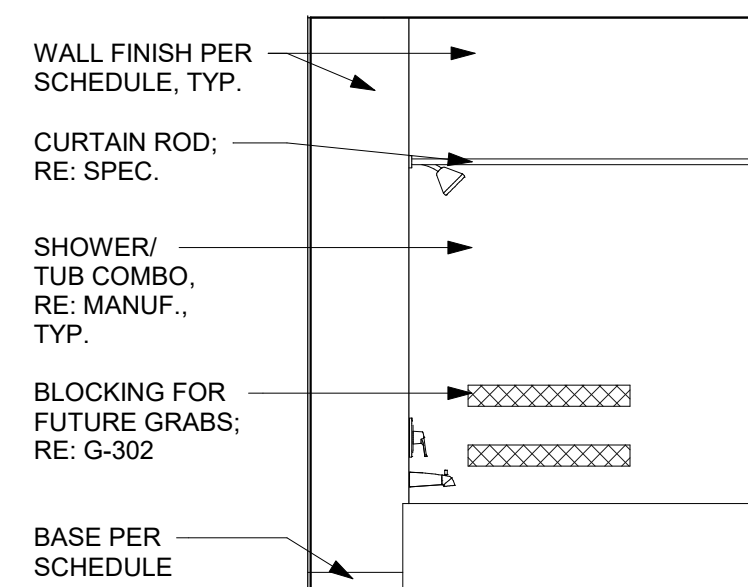 WALL FINISH PER
SCHEDULE, TYP.
CURTAIN ROD;
RE: SPEC.
SHOWER/
TUB COMBO,
RE: MANUF.,
TYP.
BLOCKING FOR
FUTURE GRABS;
RE: G-302
BASE PER
SCHEDULE